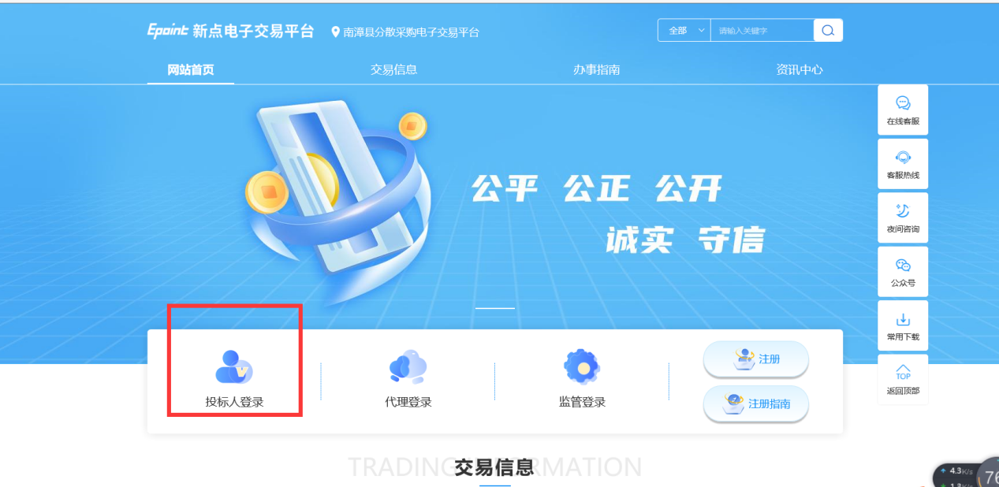 Epoint 新点电子交易平台 南漳县分散采购电子交易平台 全部 请输入关键字
网站首页 交易信息 办事指南 资讯中心
在线客服
客服热线
夜间咨询
公众号
常用下载
TOP
返回顶部
公平 公正 公开
诚实 守信
投标人登录 代理登录 监管登录
注册
注册指南
TRADING INFORMATION
交易信息
4.3K/s
1.3K/s